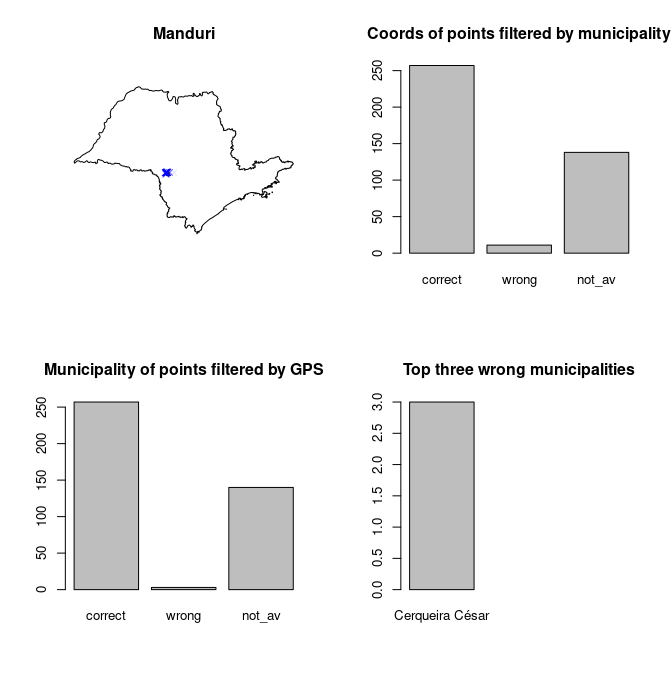 Manduri
Coords of points filtered by municipality
250
200
150
100
50
0
correct wrong not_av
Municipality of points filtered by GPS
250
200
150
100
50
0
correct wrong not_av
Top three wrong municipalities
3.0
2.5
2.0
1.5
1.0
0.5
0.0
Cerqueira César